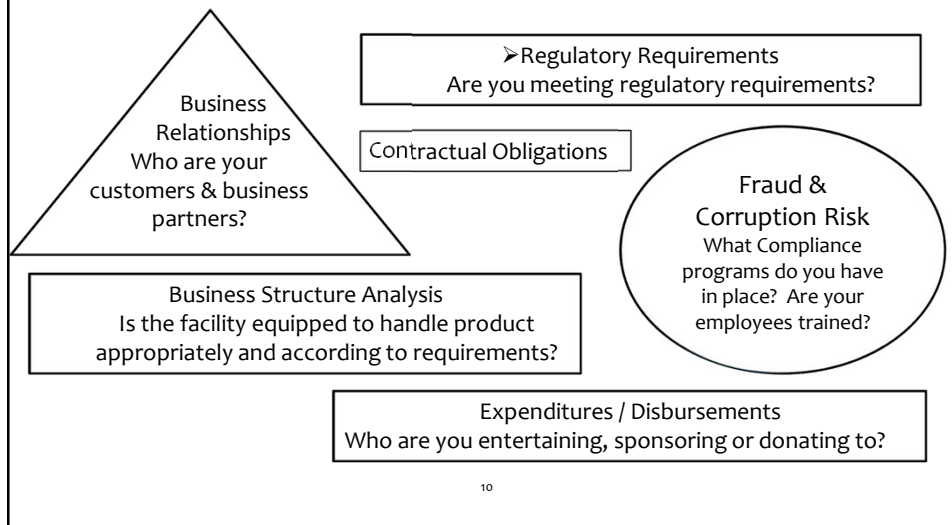 ➢Regulatory Requirements
Are you meeting regulatory requirements?
Business
Relationships
Who are your
customers & business
partners?
Contractual Obligations
Fraud &
Corruption Risk
What Compliance
programs do you have
in place?  Are your
employees trained?
Business Structure Analysis
Is the facility equipped to handle product
appropriately and according to requirements?
Expenditures / Disbursements
Who are you entertaining, sponsoring or donating to?
10